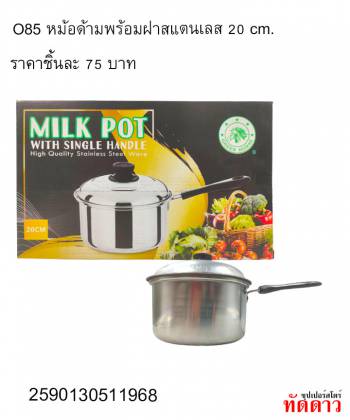 O85 หม้อด้ามพร้อมฝาสแตนเลส 20 cm.
ราคาชิ้นละ 75 บาท
MILK POT
WITH SINGLE HANDLE
High Quality Stainless Steel Ware
20CM
2590130511968
ซุปเปอร์สโตร์
ทัดดาว